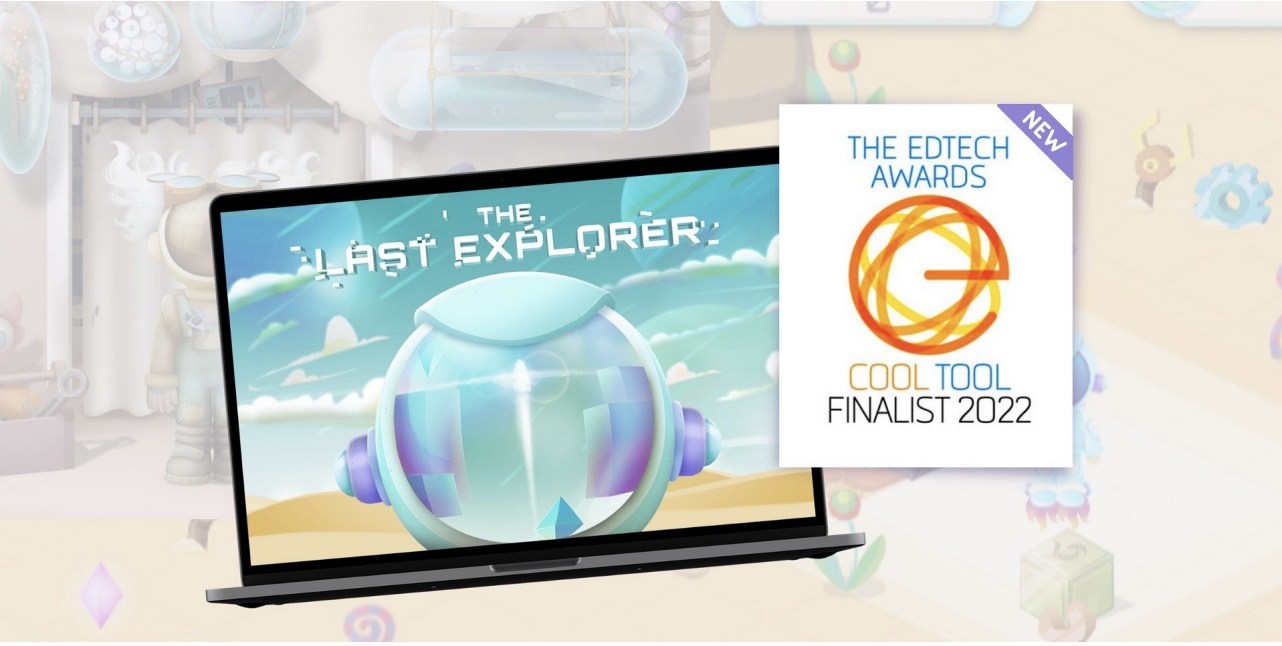 THE
LAST EXPLORER
NEW
THE EDTECH
AWARDS
COOL TOOL
FINALIST 2022